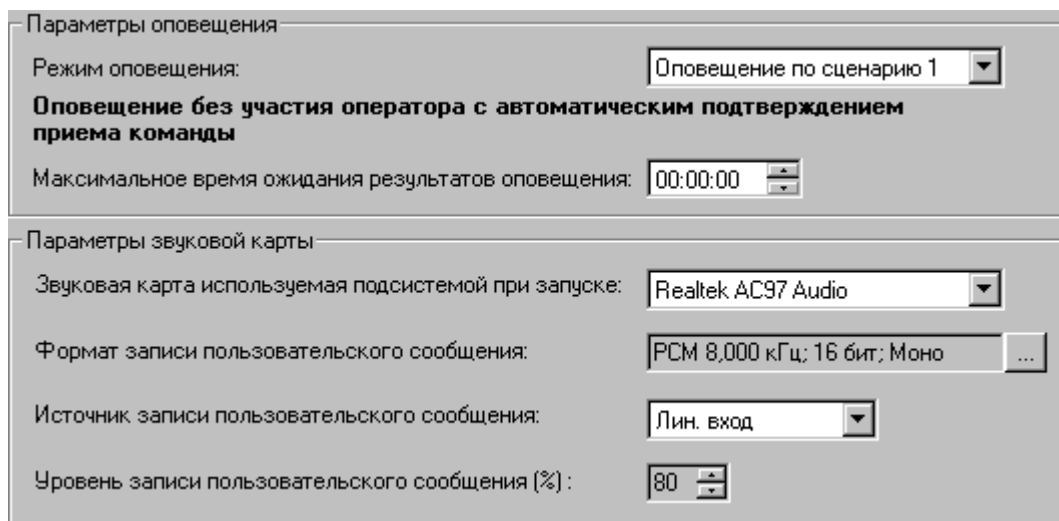 Параметры оповещения
Режим оповещения: Оповещение по сценарию 1
Оповещение без участия оператора с автоматическим подтверждением
приема команды
Максимальное время ожидания результатов оповещения: 00:00:00
Параметры звуковой карты
Звуковая карта используемая подсистемой при запуске: Realtek AC97 Audio
Формат записи пользовательского сообщения: PCM 8,000 кГц; 16 бит; Моно ...
Источник записи пользовательского сообщения: Лин. вход
Уровень записи пользовательского сообщения (%) : 80